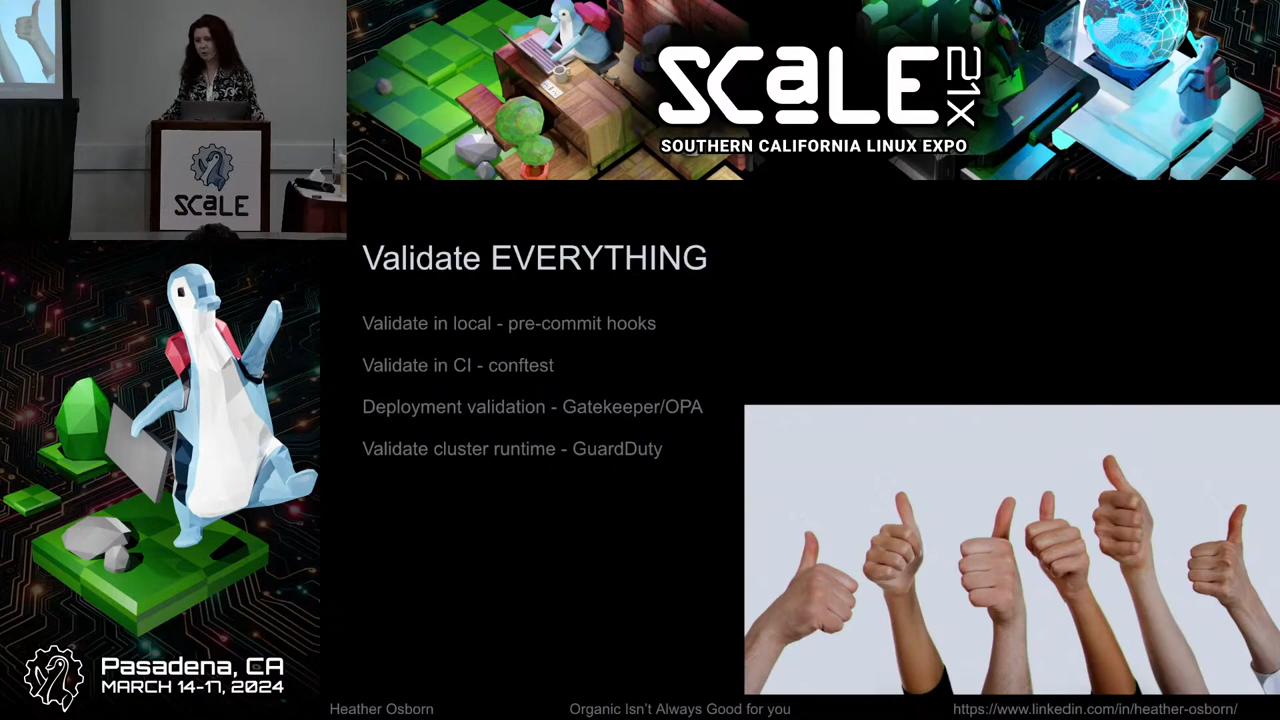 SCaLE 21X
SOUTHERN CALIFORNIA LINUX EXPO
SCaLE
Validate EVERYTHING
Validate in local - pre-commit hooks
Validate in CI - conftest
Deployment validation - Gatekeeper/OPA
Validate cluster runtime - GuardDuty
Pasadena, CA
MARCH 14-17, 2024
Heather Osborn
Organic Isn't Always Good for you
https://www.linkedin.com/in/heather-osborn/